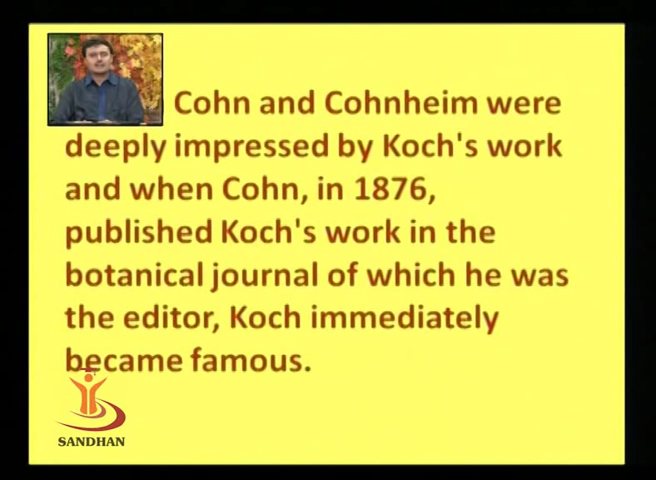 Cohn and Cohnheim were
deeply impressed by Koch's work
and when Cohn, in 1876,
published Koch's work in the
botanical journal of which he was
the editor, Koch immediately
became famous.
SANDHAN